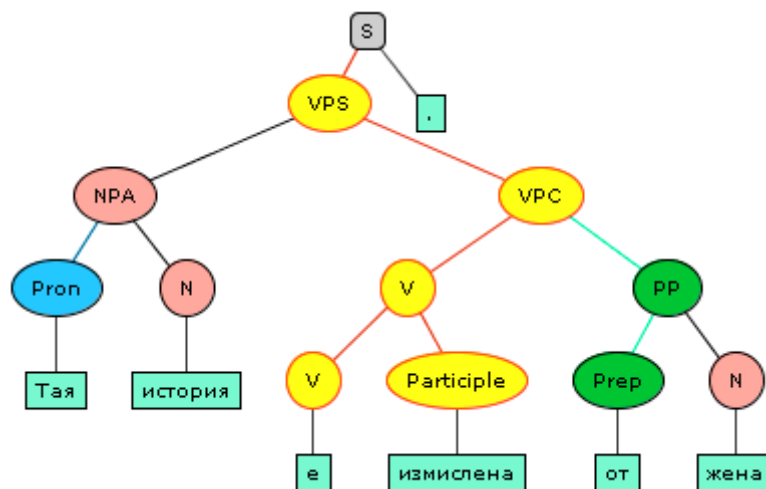 S
VPS
.
NPA
VPC
Pron
N
V
PP
V
Participle
Prep
N
Тая
история
е
измислена
от
жена